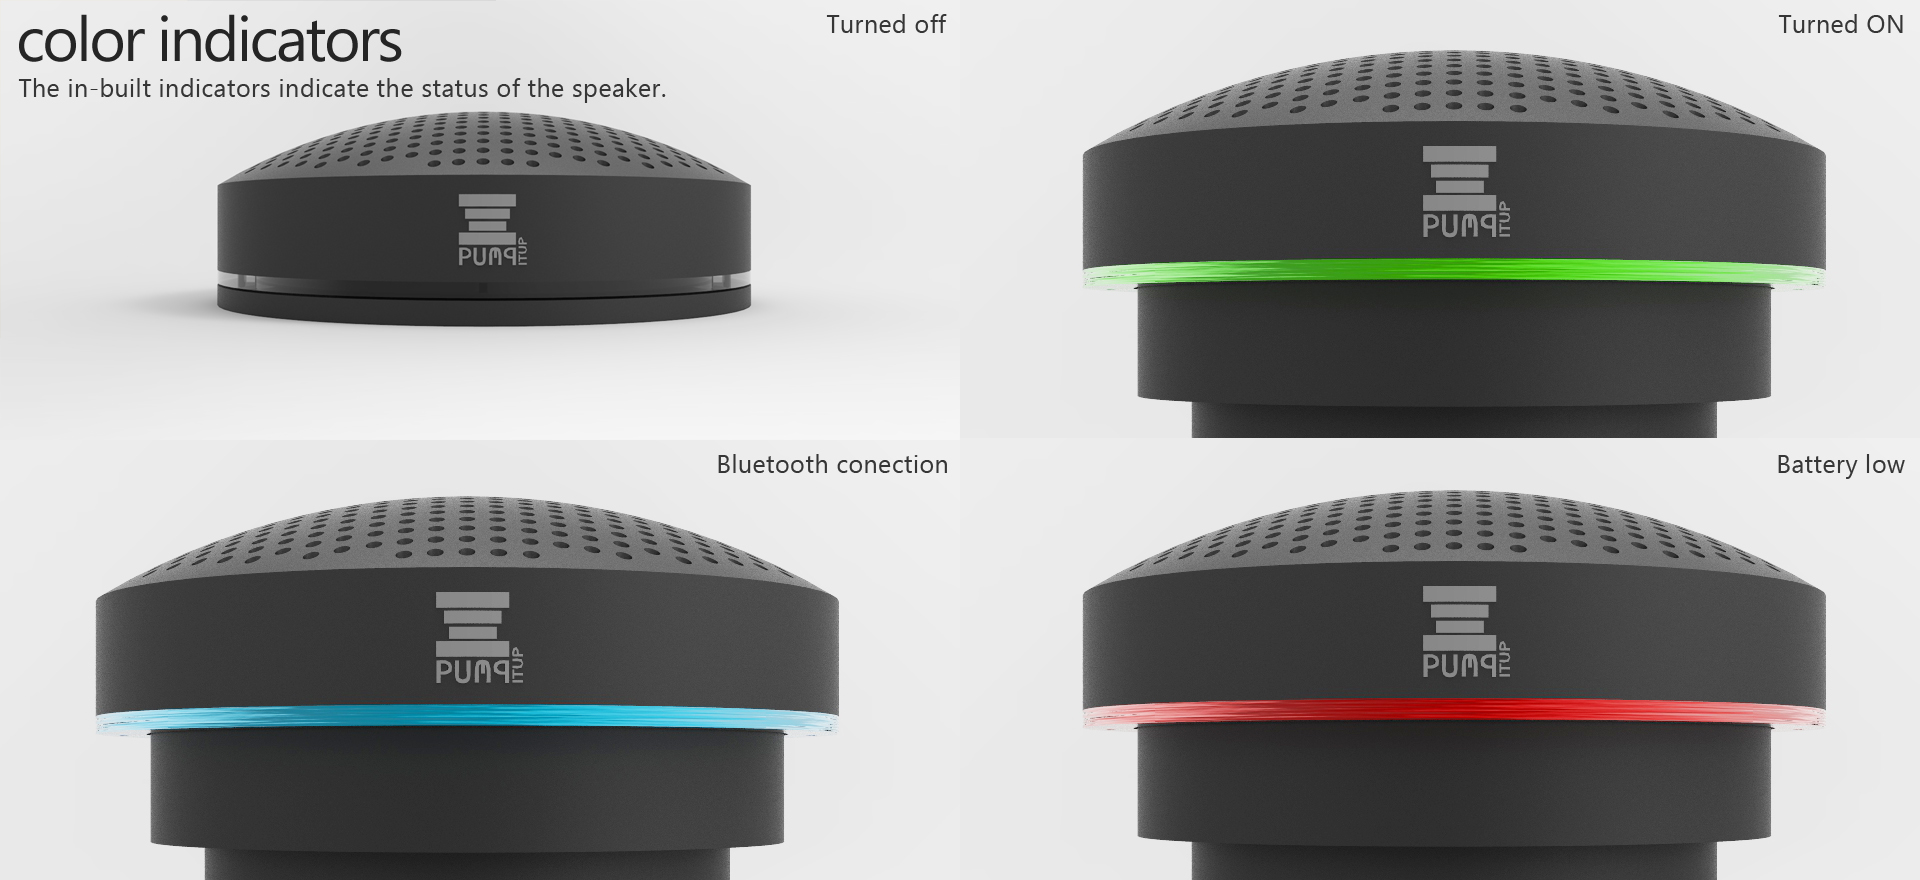 color indicators
The in-built indicators indicate the status of the speaker.
Turned off
PUMP
ITUP
Turned ON
PUMP
ITUP
Bluetooth conection
PUMP
ITUP
Battery low
PUMP
ITUP